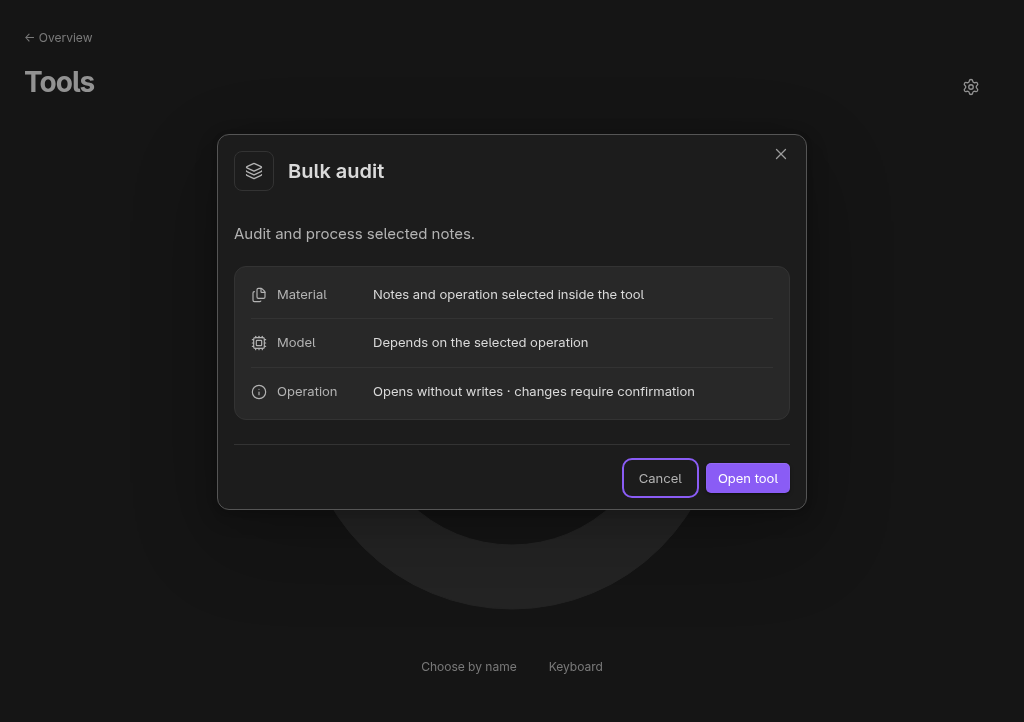 ← Overview
Tools
Bulk audit
Audit and process selected notes.
Material Notes and operation selected inside the tool
Model Depends on the selected operation
Operation Opens without writes · changes require confirmation
Cancel Open tool
Choose by name Keyboard